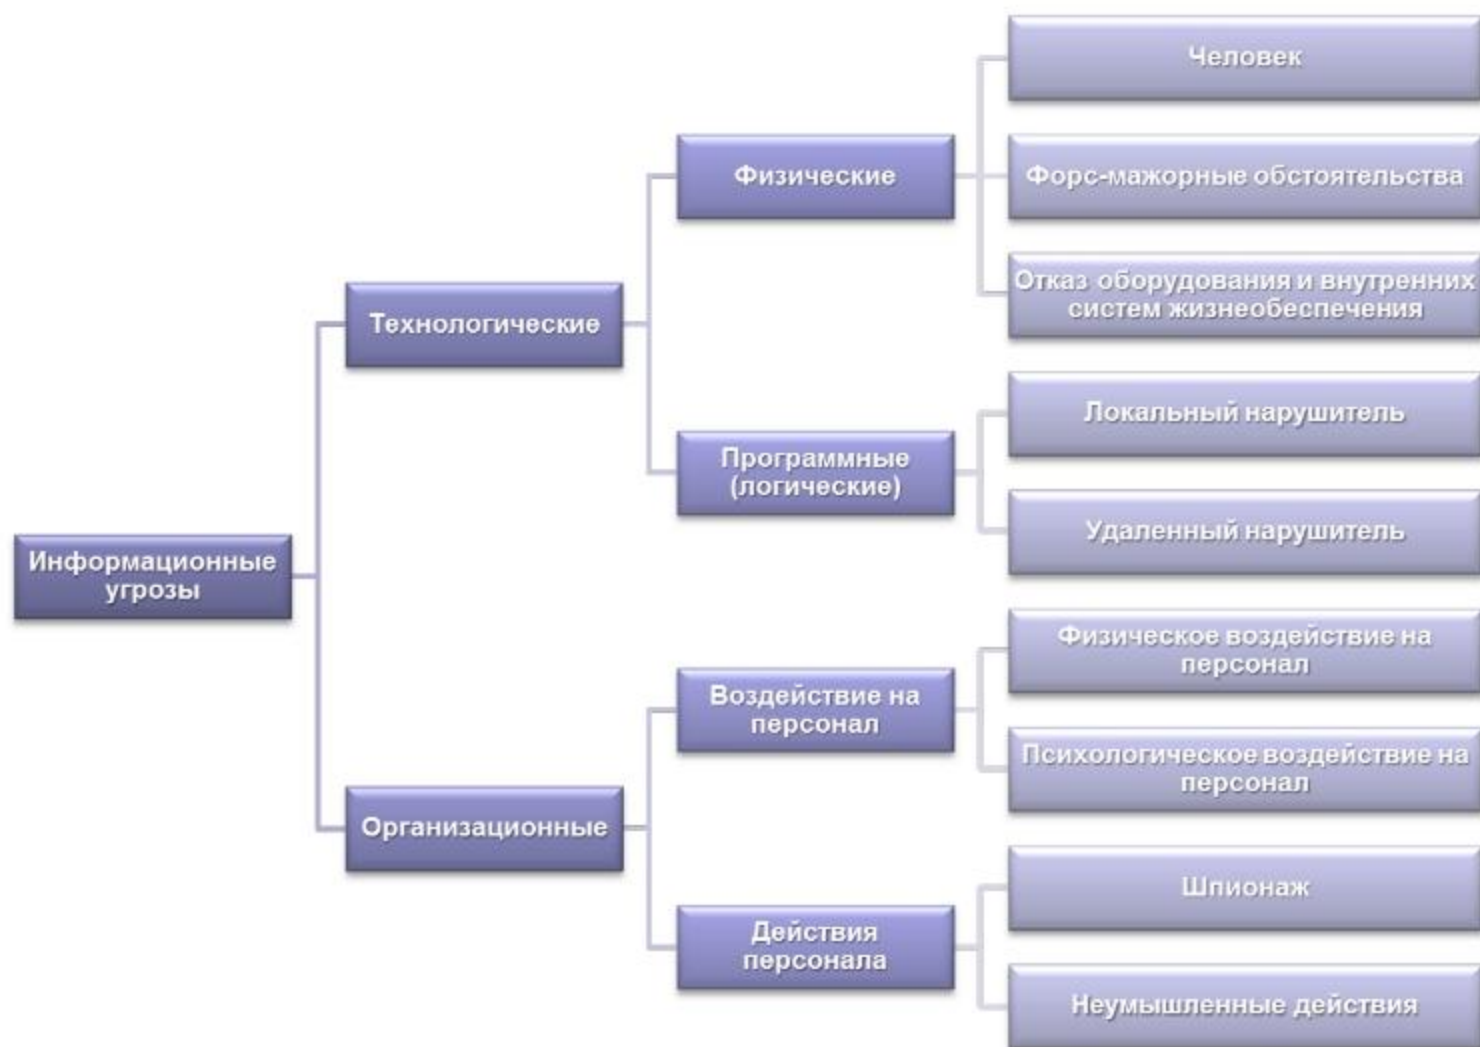 Человек
Физические
Форс-мажорные обстоятельства
Отказ оборудования и внутренних
систем жизнеобеспечения
Технологические
Локальный нарушитель
Программные
(логические)
Удаленный нарушитель
Информационные
угрозы
Физическое воздействие на
персонал
Воздействие на
персонал
Психологическое воздействие на
персонал
Организационные
Шпионаж
Действия
персонала
Неумышленные действия